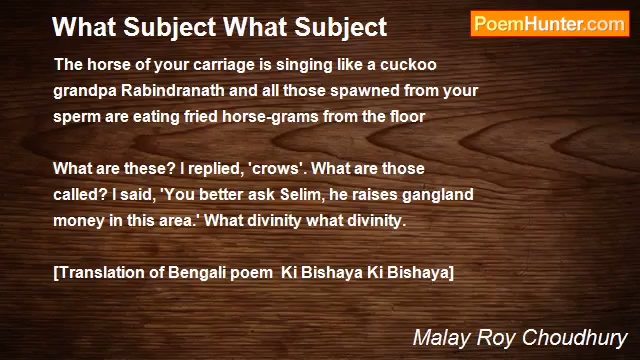 What Subject What Subject
PoemHunter.com
The horse of your carriage is singing like a cuckoo
grandpa Rabindranath and all those spawned from your
sperm are eating fried horse-grams from the floor
What are these? I replied, 'crows'. What are those
called? I said, 'You better ask Selim, he raises gangland
money in this area.' What divinity what divinity.
[Translation of Bengali poem  Ki Bishaya Ki Bishaya]
Malay Roy Choudhury